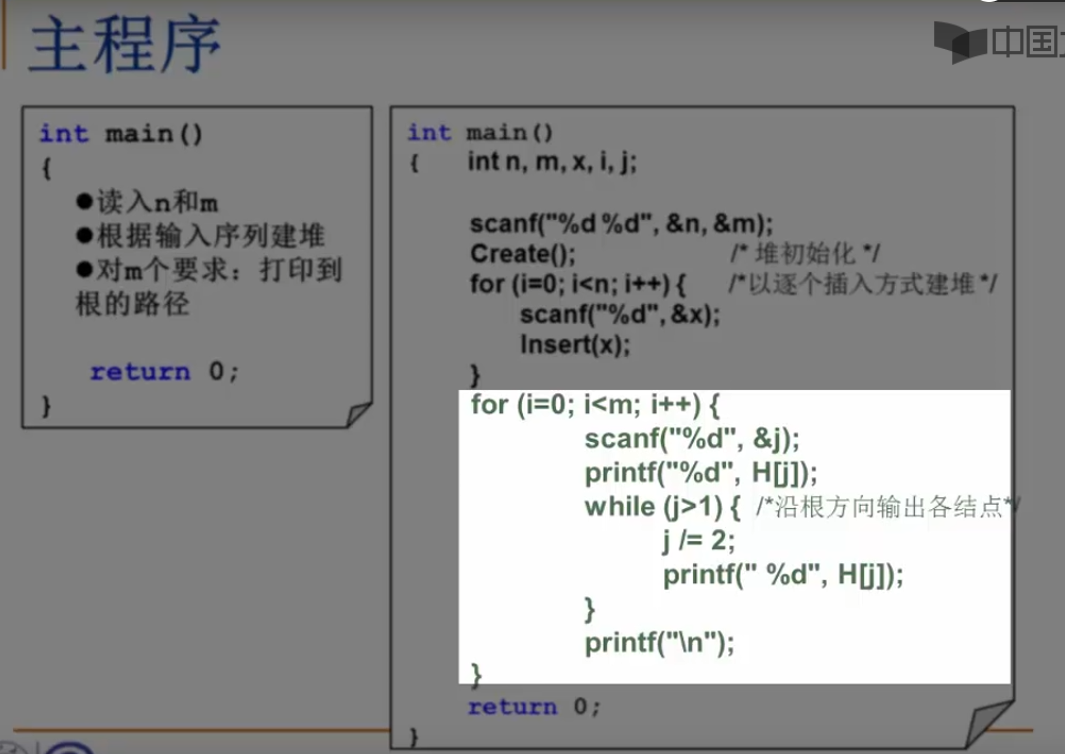 主程序
中国
int main()
{
●读入n和m
●根据输入序列建堆
●对m个要求：打印到
根的路径
return 0;
}
int main()
{ int n, m, x, i, j;
scanf("%d %d", &n, &m);
Create(); /* 堆初始化 */
for (i=0; i<n; i++) { /*以逐个插入方式建堆 */
scanf("%d", &x);
Insert(x);
}
for (i=0; i<m; i++) {
scanf("%d", &j);
printf("%d", H[j]);
while (j>1) { /*沿根方向输出各结点*/
j /= 2;
printf(" %d", H[j]);
}
printf("\n");
}
return 0;
}